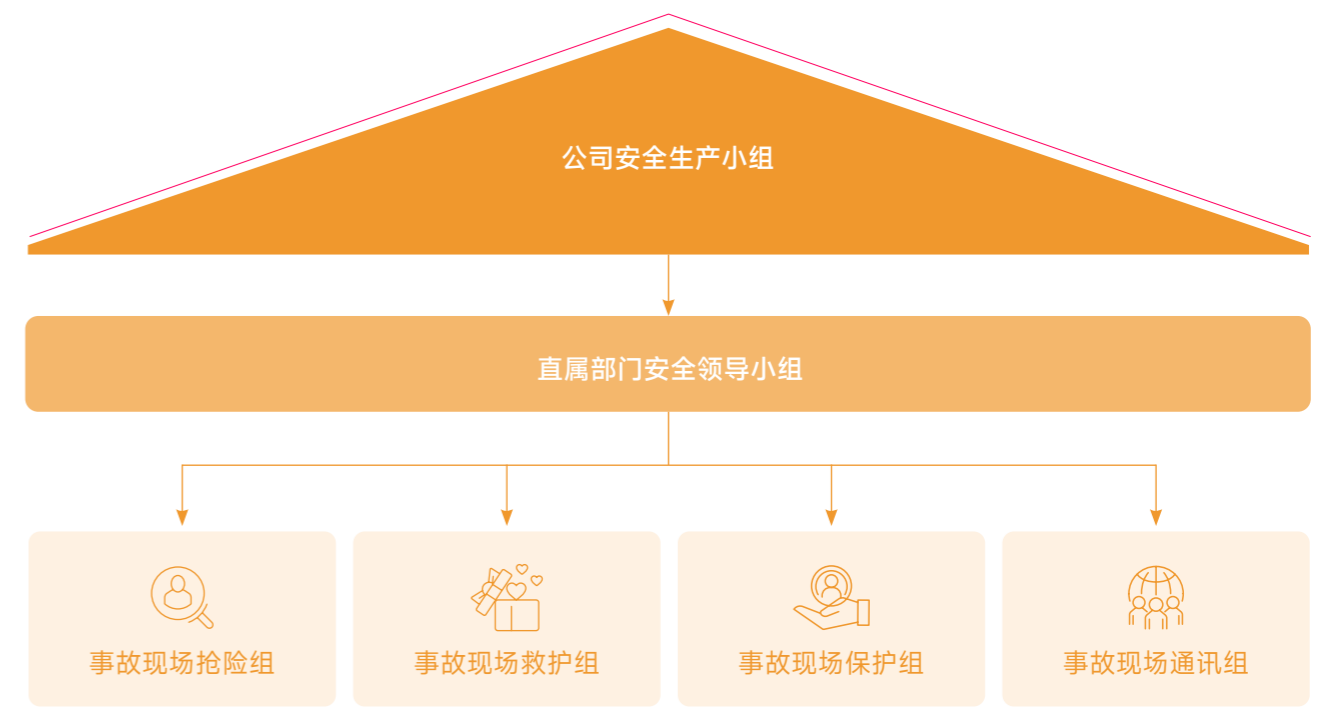 公司安全生产小组
直属部门安全领导小组
事故现场抢险组
事故现场救护组
事故现场保护组
事故现场通讯组